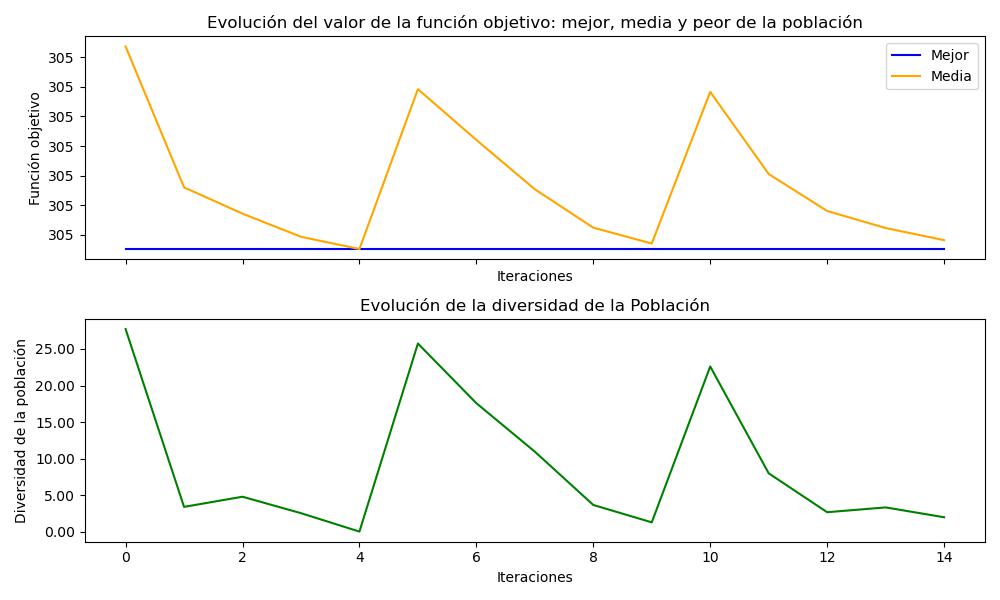 Evolución del valor de la función objetivo: mejor, media y peor de la población
Función objetivo
305
305
305
305
305
305
305
Mejor
Media
Iteraciones
Evolución de la diversidad de la Población
Diversidad de la población
25.00
20.00
15.00
10.00
5.00
0.00
0 2 4 6 8 10 12 14
Iteraciones